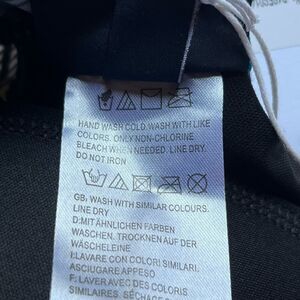 HAND WASH COLD. WASH WITH LIKE
COLORS. ONLY NON-CHLORINE
BLEACH WHEN NEEDED. LINE DRY.
DO NOT IRON
GB: WASH WITH SIMILAR COLOURS.
LINE DRY
D: MIT ÄHNLICHEN FARBEN
WASCHEN. TROCKNEN AUF DER
WÄSCHELEINE
I: LAVARE CON COLORI SIMILARI.
ASCIUGARE APPESO
F: LAVER AVEC DES COLORIS
SIMILAIRES. SÉCHAGE